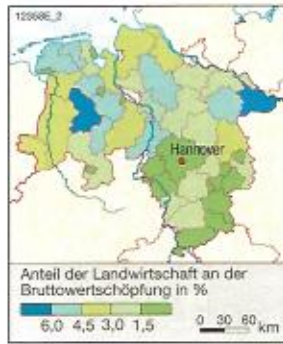 12358E_2
Hannover
Anteil der Landwirtschaft an der
Bruttowertschöpfung in %
6,0 4,5 3,0 1,5
0 30 60 km